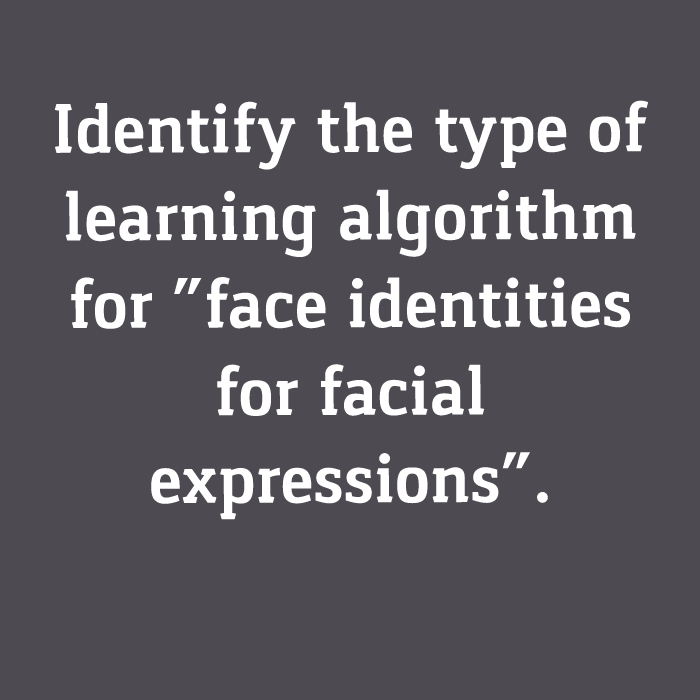 Identify the type of
learning algorithm
for "face identities
for facial
expressions".